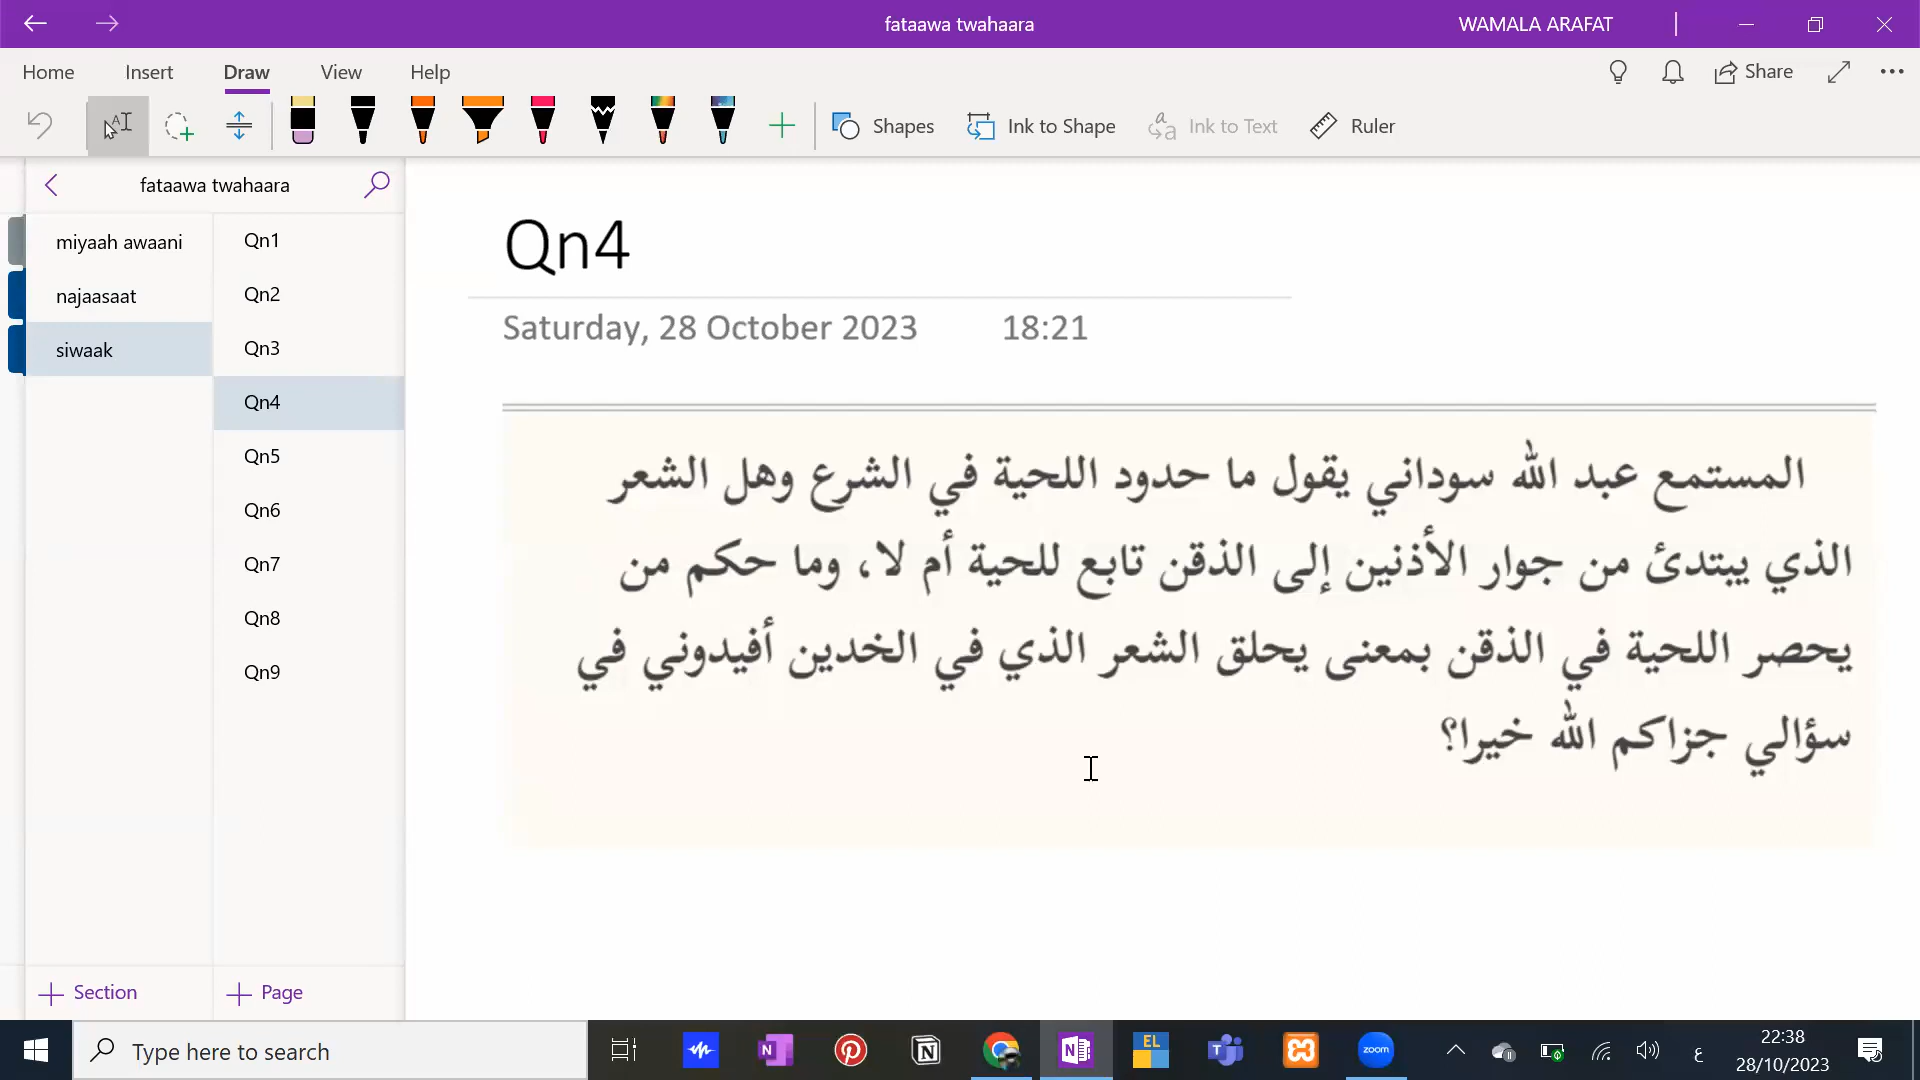 fataawa twahaara
WAMALA ARAFAT
Home Insert Draw View Help
Share
Shapes Ink to Shape Ink to Text Ruler
fataawa twahaara
miyaah awaani
najaasaat
siwaak
Qn1
Qn2
Qn3
Qn4
Qn5
Qn6
Qn7
Qn8
Qn9
Section
Page
Qn4
Saturday, 28 October 2023 18:21
المستمع عبد الله سوداني يقول ما حدود اللحية في الشرع وهل الشعر
الذي يبتدئ من جوار الأذنين إلى الذقن تابع للحية أم لا، وما حكم من
يحصر اللحية في الذقن بمعنى يحلق الشعر الذي في الخدين أفيدوني في
سؤالي جزاكم الله خيرا؟
Type here to search
EL
zoom
ع
22:38
28/10/2023